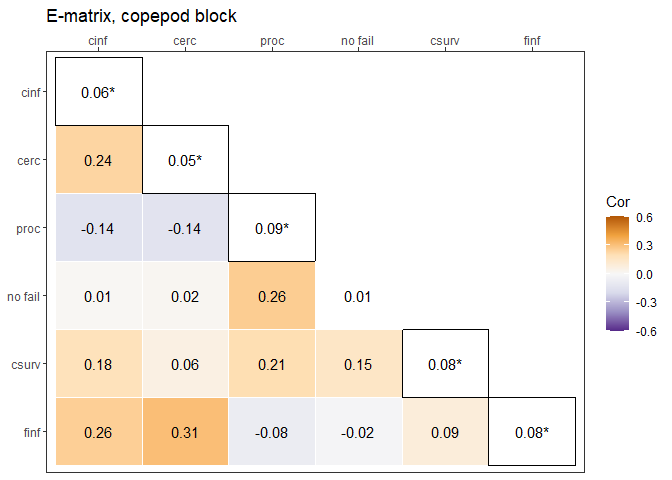 E-matrix, copepod block
cinf cerc proc no fail csurv finf
cinf 0.06*
cerc 0.24 0.05*
proc -0.14 -0.14 0.09*
no fail 0.01 0.02 0.26 0.01
csurv 0.18 0.06 0.21 0.15 0.08*
finf 0.26 0.31 -0.08 -0.02 0.09 0.08*
Cor
0.6
0.3
0.0
-0.3
-0.6